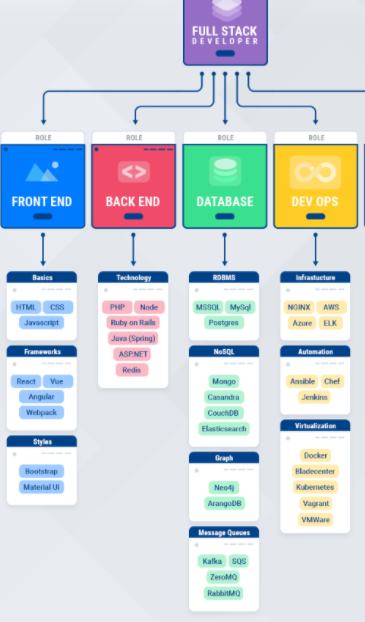 FULL STACK
DEVELOPER
ROLE
FRONT END
ROLE
BACK END
ROLE
DATABASE
ROLE
DEV OPS
Basics
HTML CSS
Javascript
Frameworks
React Vue
Angular
Webpack
Styles
Bootstrap
Material UI
Technology
PHP Node
Ruby on Rails
Java (Spring)
ASP.NET
Redis
RDBMS
MSSQL MySql
Postgres
NoSQL
Mongo
Casandra
CouchDB
Elasticsearch
Graph
Neo4j
ArangoDB
Message Queues
Kafka SQS
ZeroMQ
RabbitMQ
Infrastucture
NGINX AWS
Azure ELK
Automation
Ansible Chef
Jenkins
Virtualization
Docker
Bladecenter
Kubernetes
Vagrant
VMWare